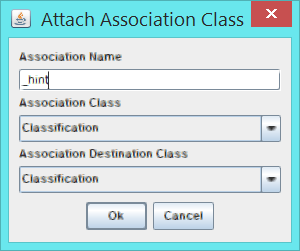 Attach Association Class
Association Name
_hint
Association Class
Classification
Association Destination Class
Classification
Ok Cancel